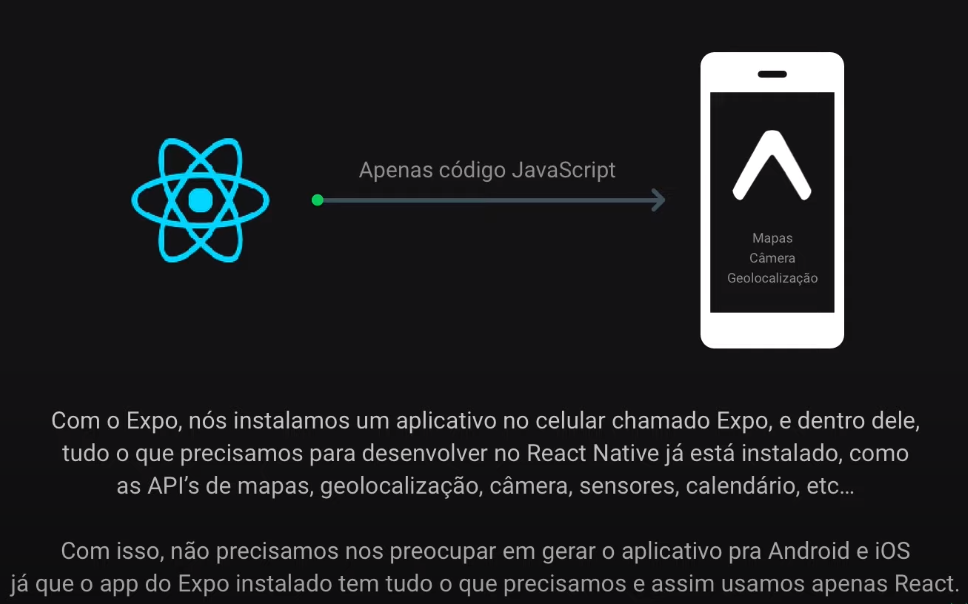 Apenas código JavaScript
Mapas
Câmera
Geolocalização
Com o Expo, nós instalamos um aplicativo no celular chamado Expo, e dentro dele,
tudo o que precisamos para desenvolver no React Native já está instalado, como
as API’s de mapas, geolocalização, câmera, sensores, calendário, etc...
Com isso, não precisamos nos preocupar em gerar o aplicativo pra Android e iOS
já que o app do Expo instalado tem tudo o que precisamos e assim usamos apenas React.